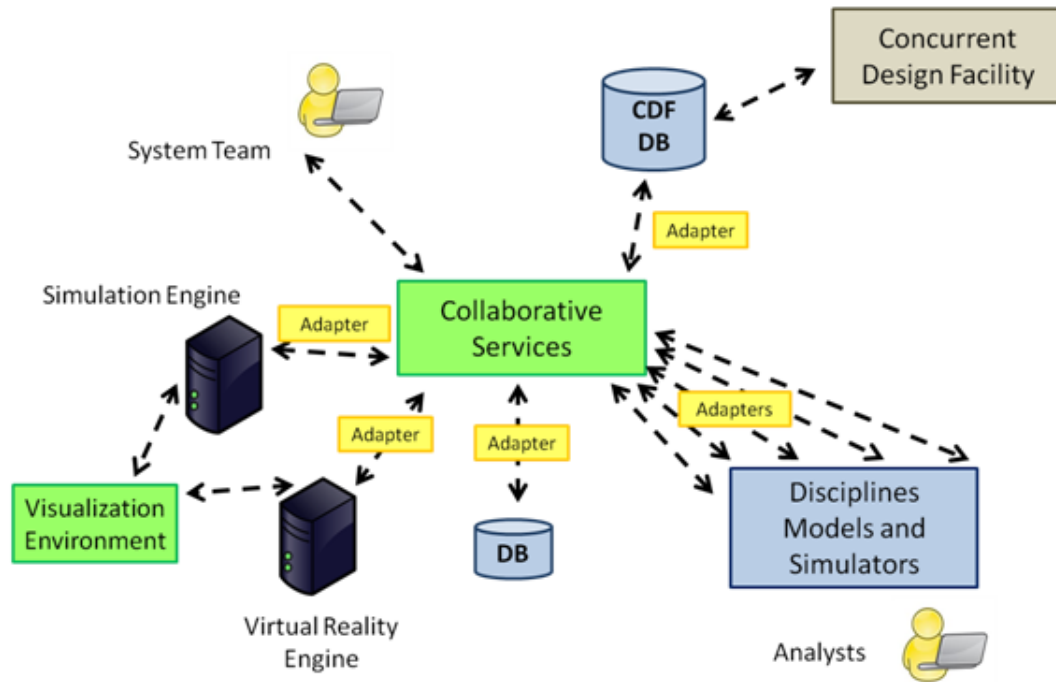 Concurrent
Design Facility
CDF
DB
System Team
Adapter
Simulation Engine
Adapter
Collaborative
Services
Adapter
Adapter
Adapters
Visualization
Environment
DB
Disciplines
Models and
Simulators
Virtual Reality
Engine
Analysts